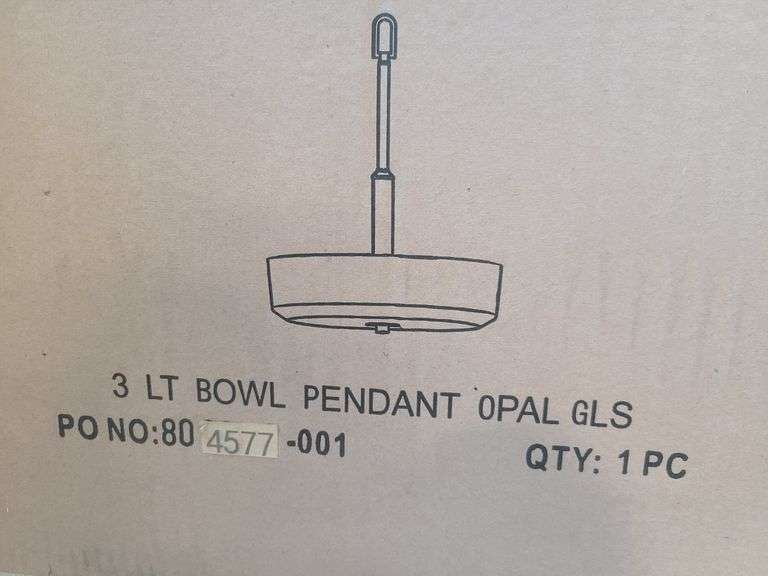 3 LT BOWL PENDANT OPAL GLS
PO NO:80 4577 -001
QTY: 1 PC